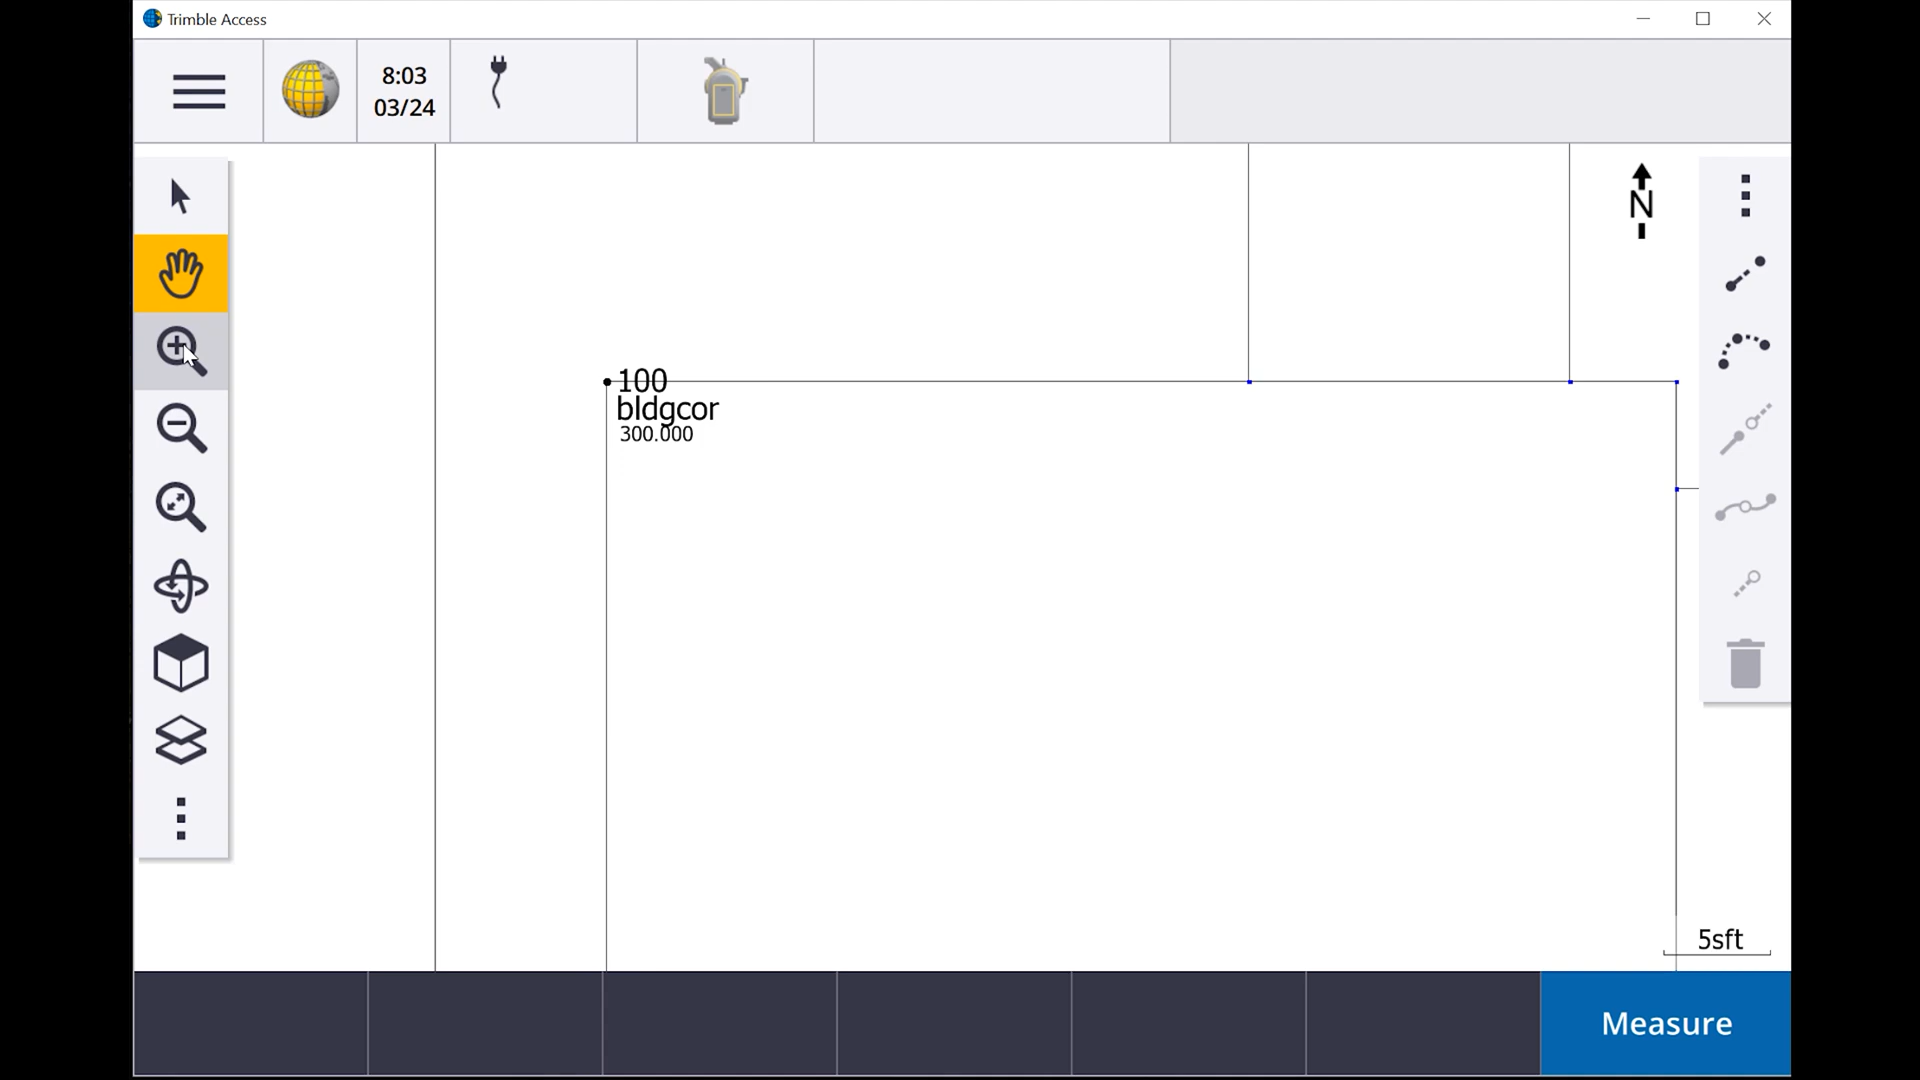 Trimble Access
8:03
03/24
N
100
bldgcor
300.000
5sft
Measure